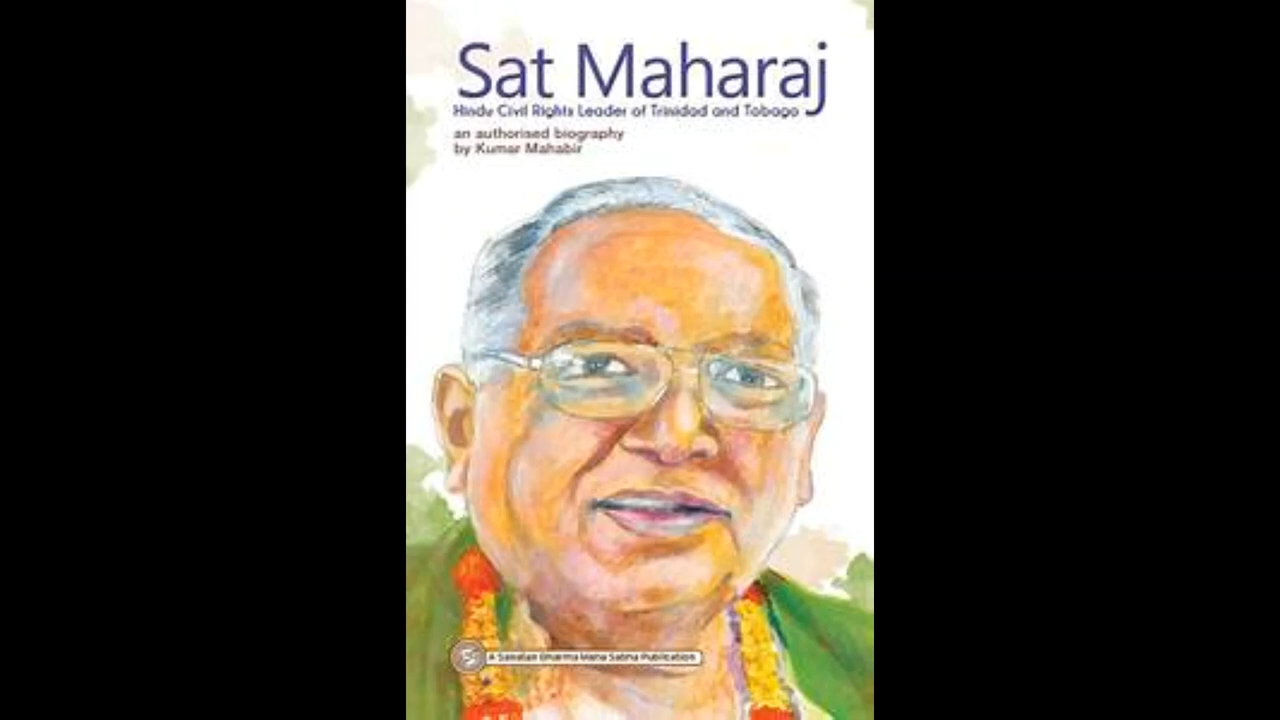 Sat Maharaj
Hindu Civil Rights Leader of Trinidad and Tobago
an authorised biography
by Kumar Mahabir
A Sanatan Dharma Maha Sabha Publication